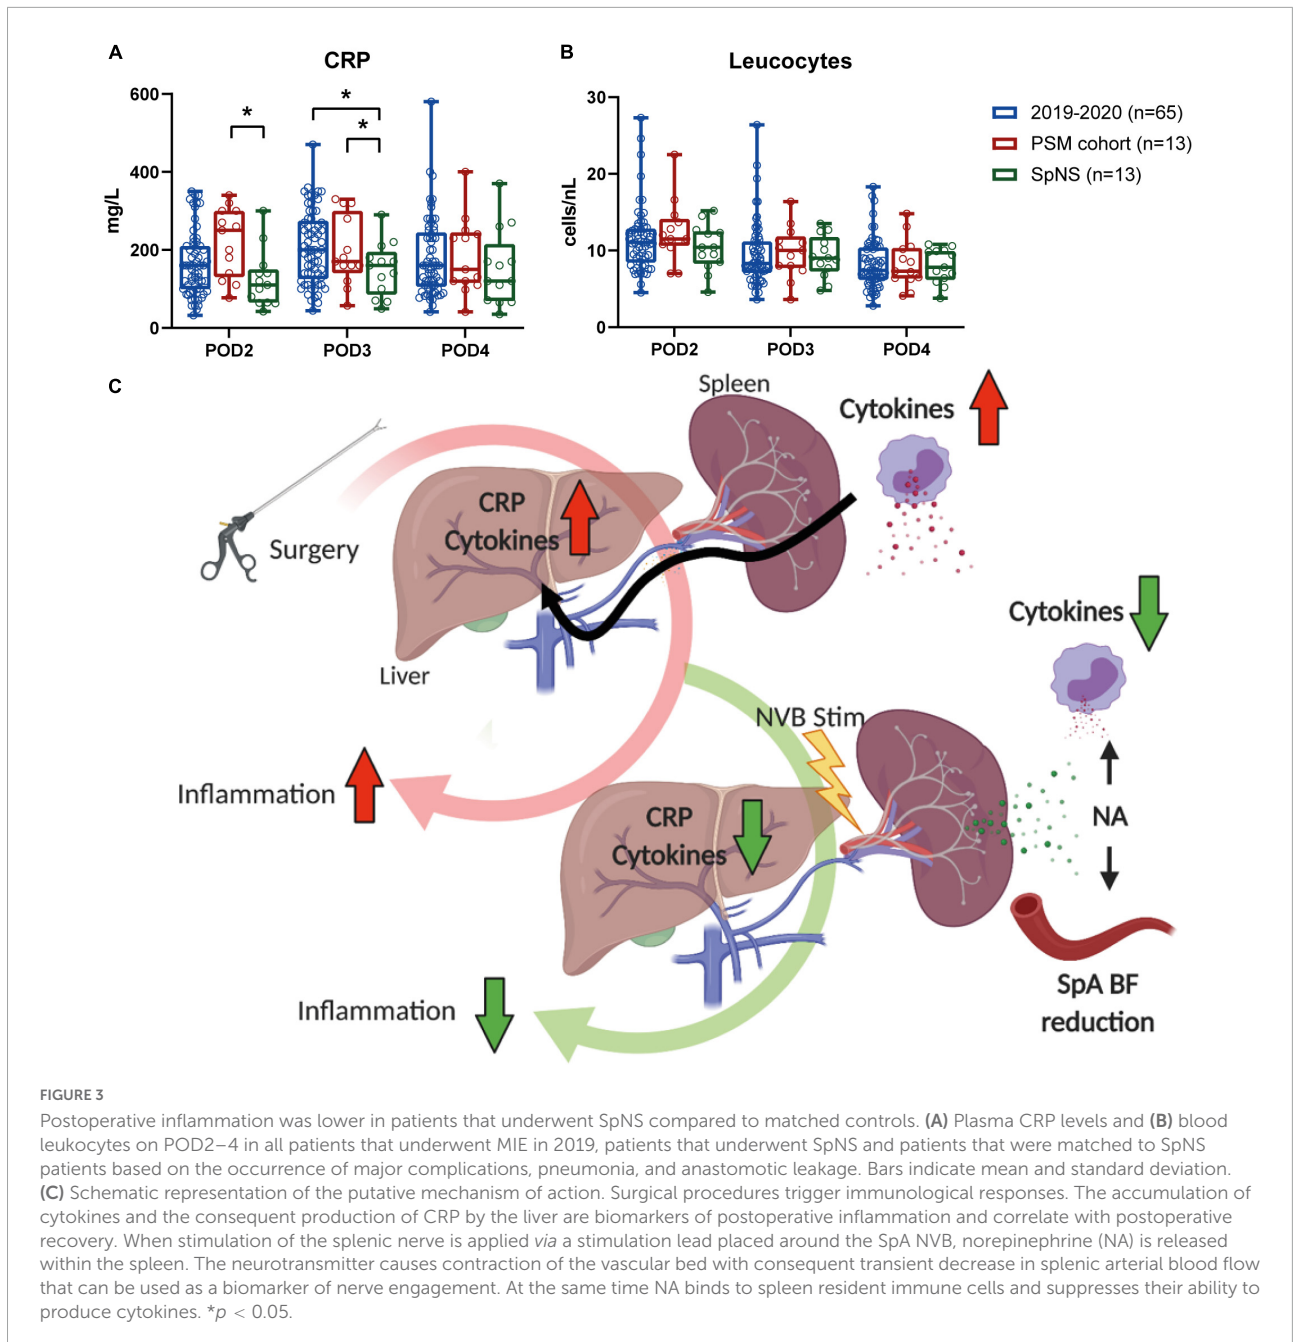 A
CRP
600
400
200
0
mg/L
*
*
*
POD2
POD3
POD4
B
Leucocytes
30
20
10
0
cells/nL
POD2
POD3
POD4
2019-2020 (n=65)
PSM cohort (n=13)
SpNS (n=13)
C
Spleen
Cytokines
CRP
Cytokines
Surgery
Liver
Cytokines
NVB Stim
Inflammation
CRP
Cytokines
NA
SpA BF
reduction
Inflammation
FIGURE 3
Postoperative inflammation was lower in patients that underwent SpNS compared to matched controls. (A) Plasma CRP levels and (B) blood
leukocytes on POD2–4 in all patients that underwent MIE in 2019, patients that underwent SpNS and patients that were matched to SpNS
patients based on the occurrence of major complications, pneumonia, and anastomotic leakage. Bars indicate mean and standard deviation.
(C) Schematic representation of the putative mechanism of action. Surgical procedures trigger immunological responses. The accumulation of
cytokines and the consequent production of CRP by the liver are biomarkers of postoperative inflammation and correlate with postoperative
recovery. When stimulation of the splenic nerve is applied via a stimulation lead placed around the SpA NVB, norepinephrine (NA) is released
within the spleen. The neurotransmitter causes contraction of the vascular bed with consequent transient decrease in splenic arterial blood flow
that can be used as a biomarker of nerve engagement. At the same time NA binds to spleen resident immune cells and suppresses their ability to
produce cytokines. *p < 0.05.